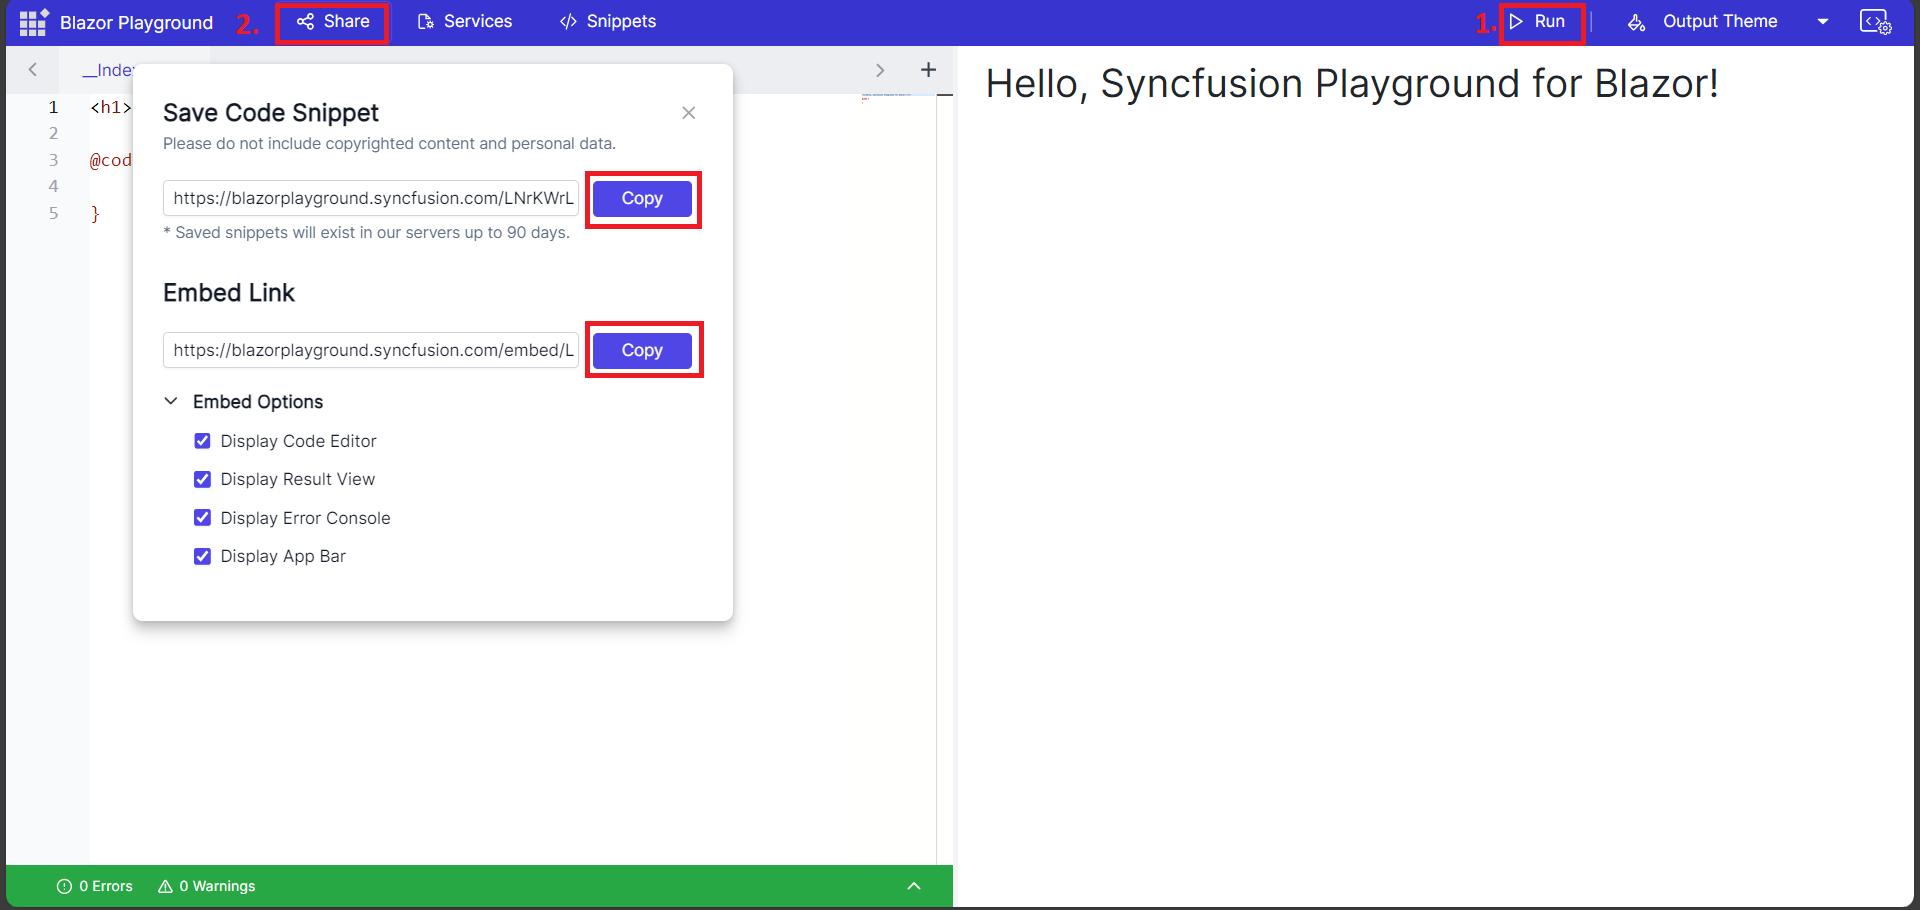 Blazor Playground 2. Share Services Snippets 1. Run Output Theme
__Index
1 <h1>
2
3 @cod
4
5 }
Save Code Snippet
Please do not include copyrighted content and personal data.
https://blazorplayground.syncfusion.com/LNrKWrL Copy
* Saved snippets will exist in our servers up to 90 days.
Embed Link
https://blazorplayground.syncfusion.com/embed/L Copy
Embed Options
Display Code Editor
Display Result View
Display Error Console
Display App Bar
0 Errors 0 Warnings
Hello, Syncfusion Playground for Blazor!